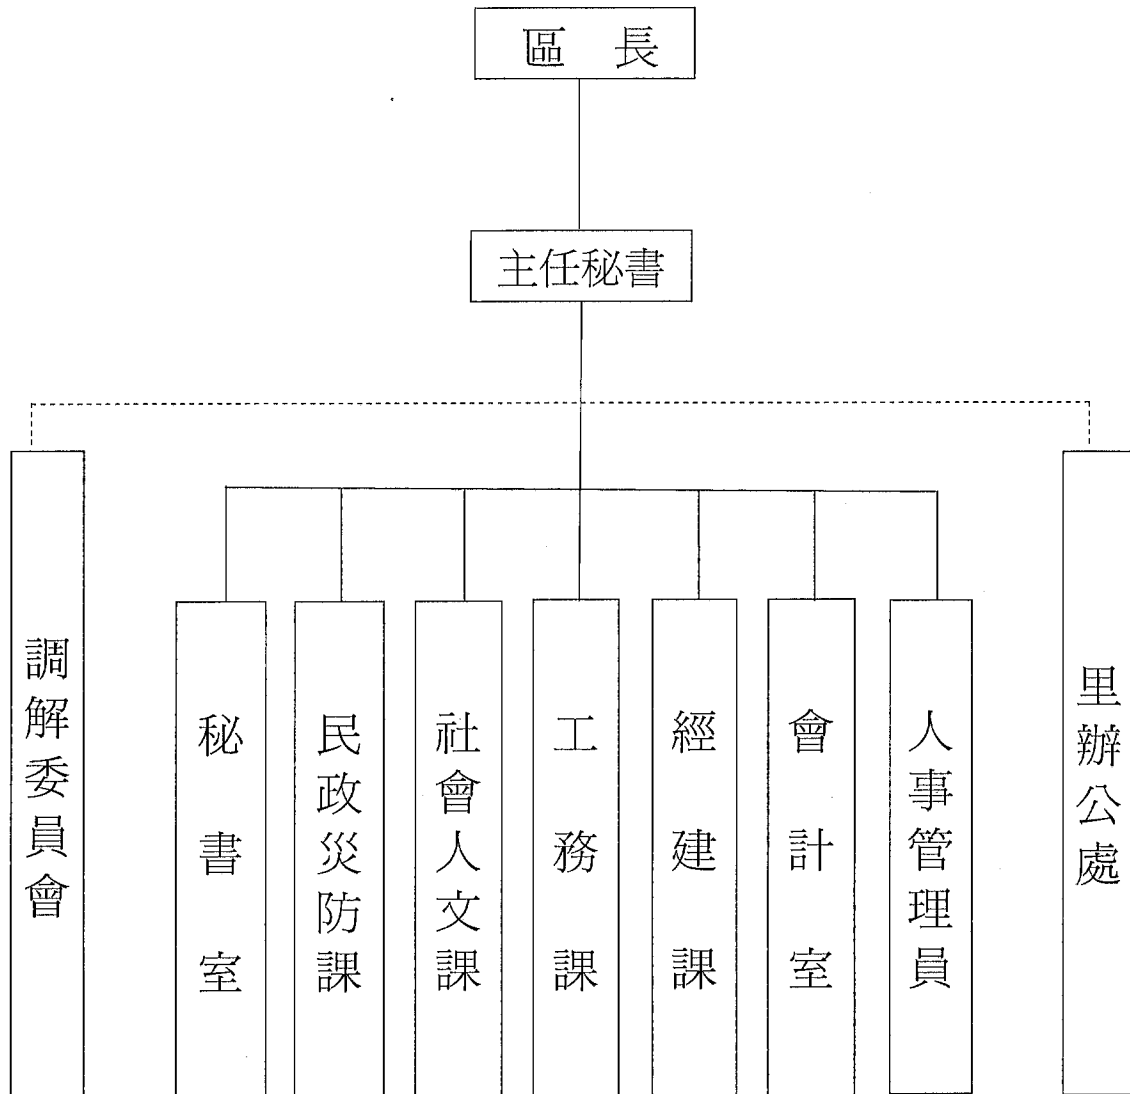 區長
主任秘書
調解委員會
秘書室
民政災防課
社會人文課
工務課
經建課
會計室
人事管理員
里辦公處